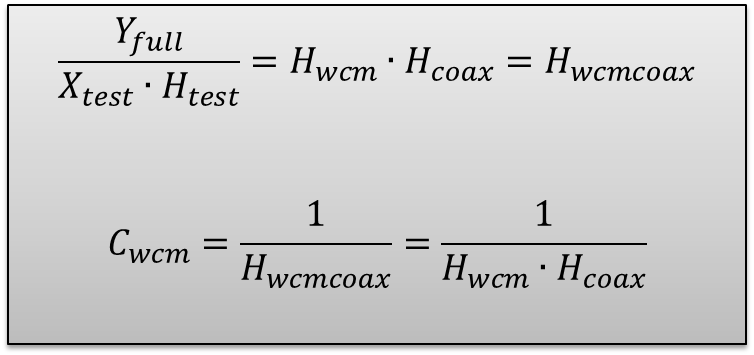 Y_full / (X_test · H_test) = H_wcm · H_coax = H_wcmcoax
C_wcm = 1 / H_wcmcoax = 1 / (H_wcm · H_coax)